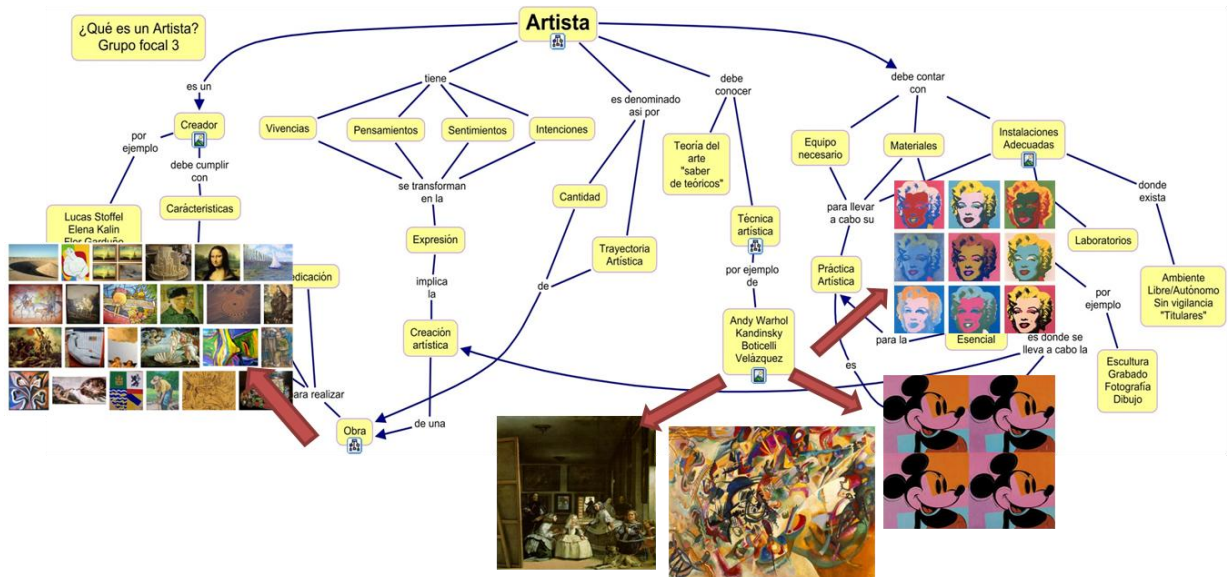 ¿Qué es un Artista?
Grupo focal 3
Artista
es un
Creador
por
ejemplo
debe cumplir
con
Lucas Stoffel
Elena Kalin
Flor Garduño
Carácteristicas
edicación
para realizar
Obra
tiene
Vivencias
Pensamientos
Sentimientos
Intenciones
se transforman
en la
Expresión
implica
la
Creación
artística
de una
es denominado
asi por
Cantidad
Trayectoria
Artística
de
debe
conocer
Teoría del
arte
"saber
de teóricos"
Técnica
artística
por ejemplo
de
Andy Warhol
Kandinsky
Boticelli
Velázquez
debe contar
con
Equipo
necesario
Materiales
Instalaciones
Adecuadas
para llevar
a cabo su
Práctica
Artística
para la
Esencial
es
es donde se
lleva a cabo la
Laboratorios
por
ejemplo
Escultura
Grabado
Fotografía
Dibujo
donde
exista
Ambiente
Libre/Autónomo
Sin vigilancia
"Titulares"